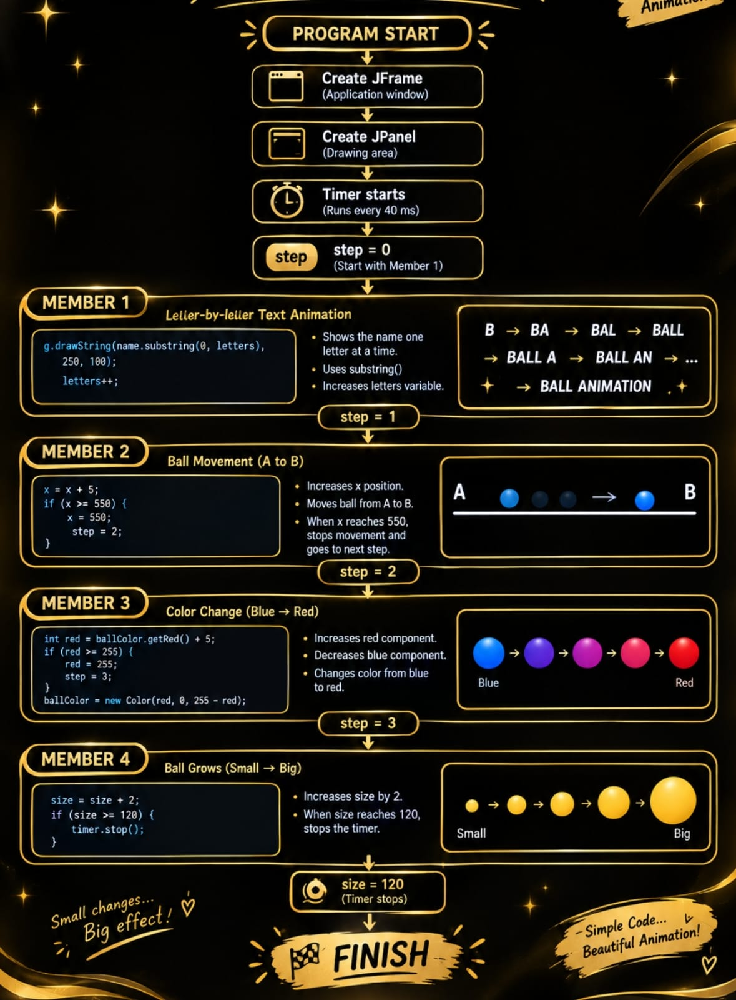 Animation
PROGRAM START
Create JFrame
(Application window)
Create JPanel
(Drawing area)
Timer starts
(Runs every 40 ms)
step
step = 0
(Start with Member 1)
MEMBER 1
Letter-by-letter Text Animation
g.drawString(name.substring(0, letters),
250, 100);
letters++;
• Shows the name one
letter at a time.
• Uses substring()
• Increases letters variable.
B → BA → BAL → BALL
→ BALL A → BALL AN → ...
→ BALL ANIMATION
step = 1
MEMBER 2
Ball Movement (A to B)
x = x + 5;
if (x >= 550) {
x = 550;
step = 2;
}
• Increases x position.
• Moves ball from A to B.
• When x reaches 550,
stops movement and
goes to next step.
A → B
step = 2
MEMBER 3
Color Change (Blue → Red)
int red = ballColor.getRed() + 5;
if (red >= 255) {
red = 255;
step = 3;
}
ballColor = new Color(red, 0, 255 - red);
• Increases red component.
• Decreases blue component.
• Changes color from blue
to red.
→ → → →
Blue Red
step = 3
MEMBER 4
Ball Grows (Small → Big)
size = size + 2;
if (size >= 120) {
timer.stop();
}
• Increases size by 2.
• When size reaches 120,
stops the timer.
→ → → →
Small Big
size = 120
(Timer stops)
Small changes...
Big effect!
FINISH
Simple Code...
Beautiful Animation!